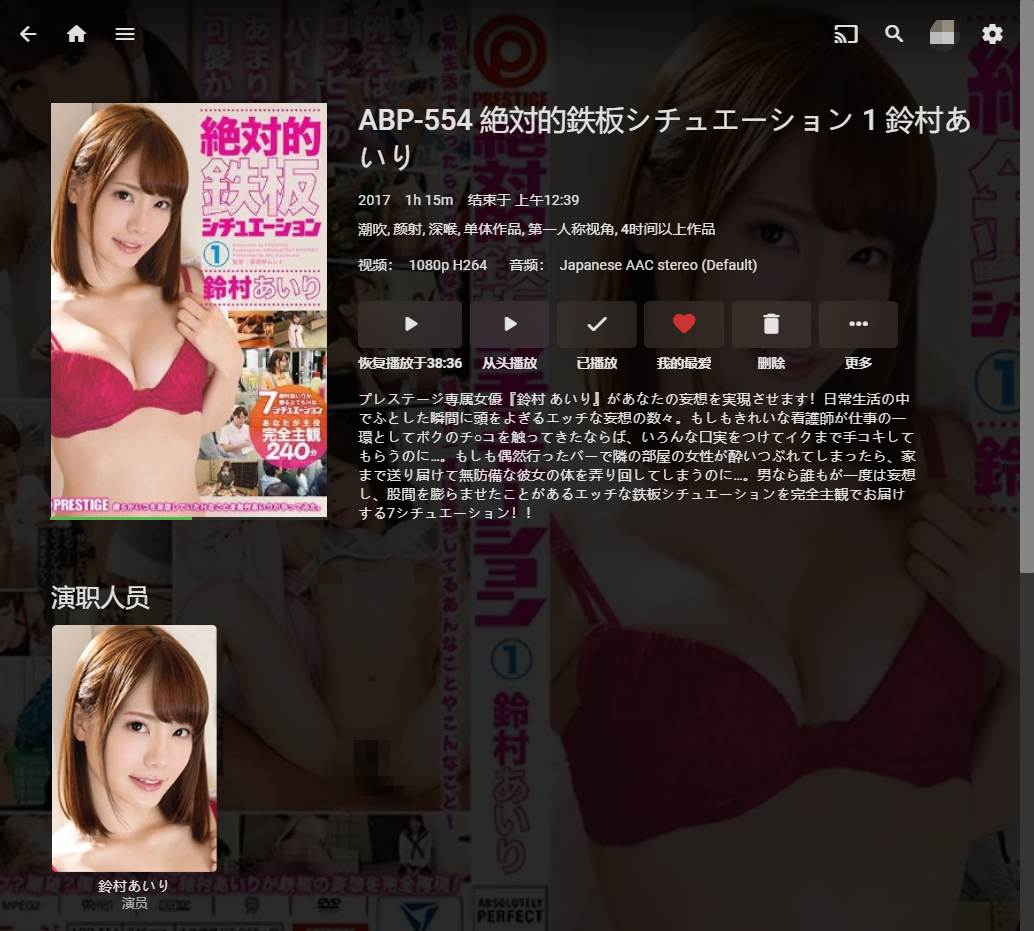 ABP-554 絶対的鉄板シチュエーション 1 鈴村あ
いり
2017 1h 15m 结束于 上午12:39
潮吹, 颜射, 深喉, 单体作品, 第一人称视角, 4时间以上作品
视频： 1080p H264 音频： Japanese AAC stereo (Default)
恢复播放于38:36 从头播放 已播放 我的最爱 删除 更多
プレステージ専属女優『鈴村 あいり』があなたの妄想を実現させます！日常生活の中
でふとした瞬間に頭をよぎるエッチな妄想の数々。もしもきれいな看護師が仕事の一
環としてボクのチ○コを触ってきたならば、いろんな口実をつけてイクまで手コキして
もらうのに…。もしも偶然行ったバーで隣の部屋の女性が酔いつぶれてしまったら、家
まで送り届けて無防備な彼女の体を弄り回してしまうのに…。男なら誰もが一度は妄想
し、股間を膨らませたことがあるエッチな鉄板シチュエーションを完全主観でお届け
する7シチュエーション！！
絶対的
鉄板
シチュエーション
1
鈴村あいり
7
シチュエーション
あなたが主役
完全主観
240分
PRESTIGE
演职人员
鈴村あいり
演员
PRESTIGE
1
鈴村あいり
MPEG2
ABSOLUTELY
PERFECT